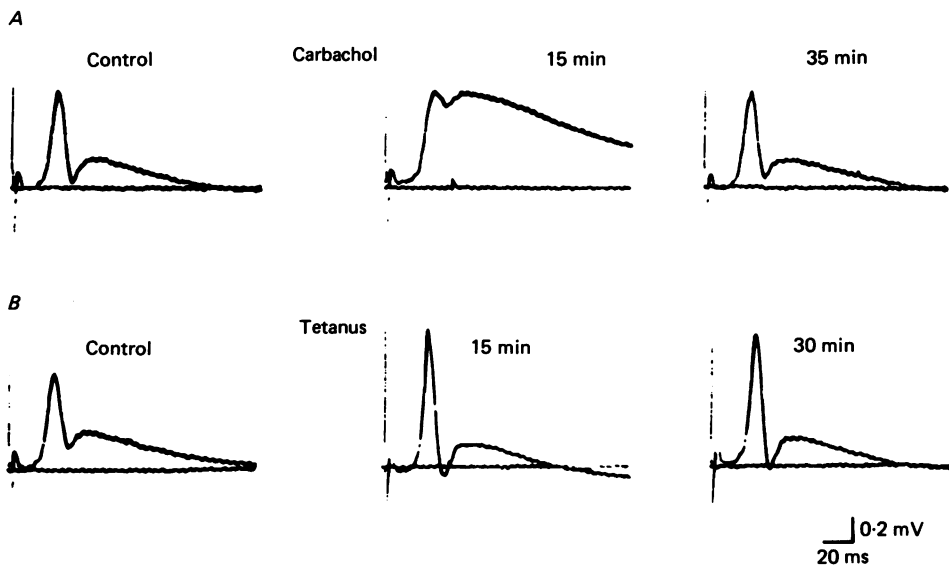 A
Control
Carbachol
15 min
35 min
B
Control
Tetanus
15 min
30 min
0·2 mV
20 ms